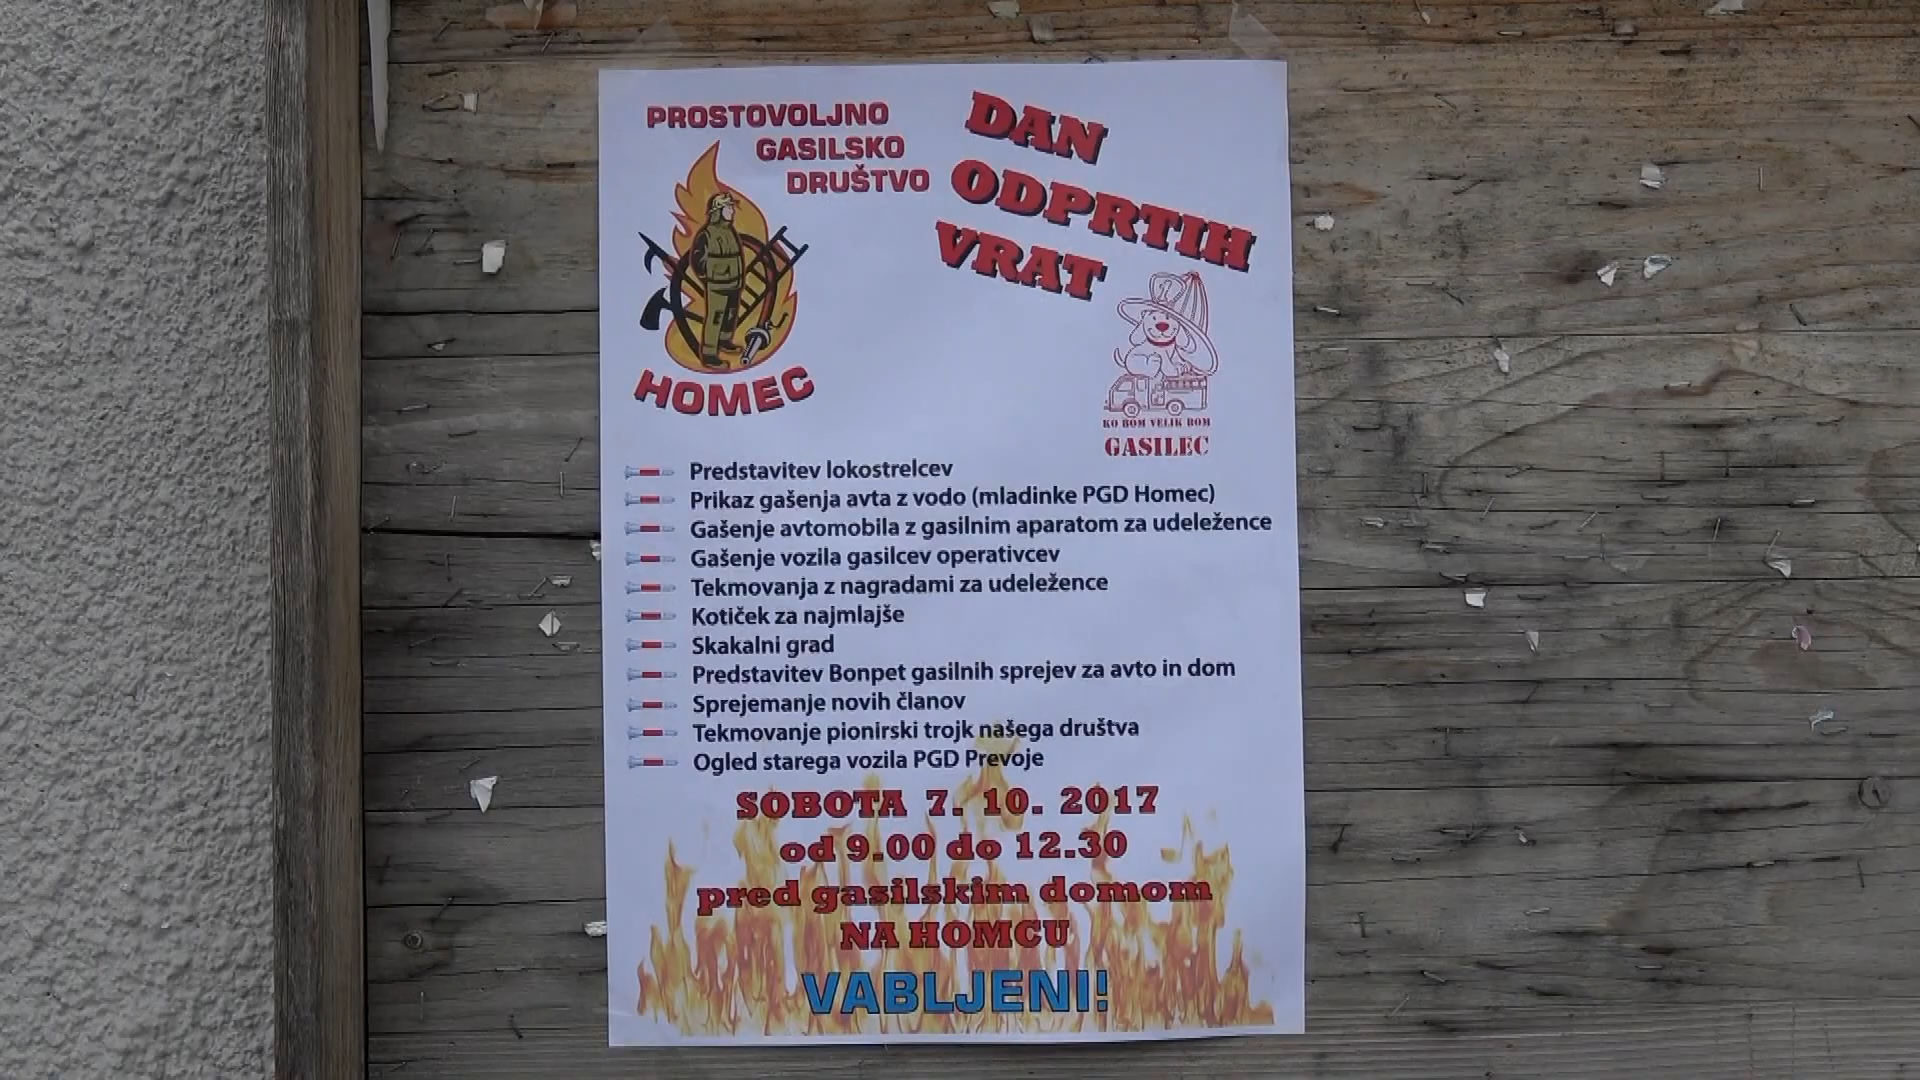 PROSTOVOLJNO
GASILSKO
DRUŠTVO
HOMEC
DAN
ODPRTIH
VRAT
KO BOM VELIK BOM
GASILEC
Predstavitev lokostrelcev
Prikaz gašenja avta z vodo (mladinke PGD Homec)
Gašenje avtomobila z gasilnim aparatom za udeležence
Gašenje vozila gasilcev operativcev
Tekmovanja z nagradami za udeležence
Kotiček za najmlajše
Skakalni grad
Predstavitev Bonpet gasilnih sprejev za avto in dom
Sprejemanje novih članov
Tekmovanje pionirski trojk našega društva
Ogled starega vozila PGD Prevoje
SOBOTA 7. 10. 2017
od 9.00 do 12.30
pred gasilskim domom
NA HOMCU
VABLJENI!